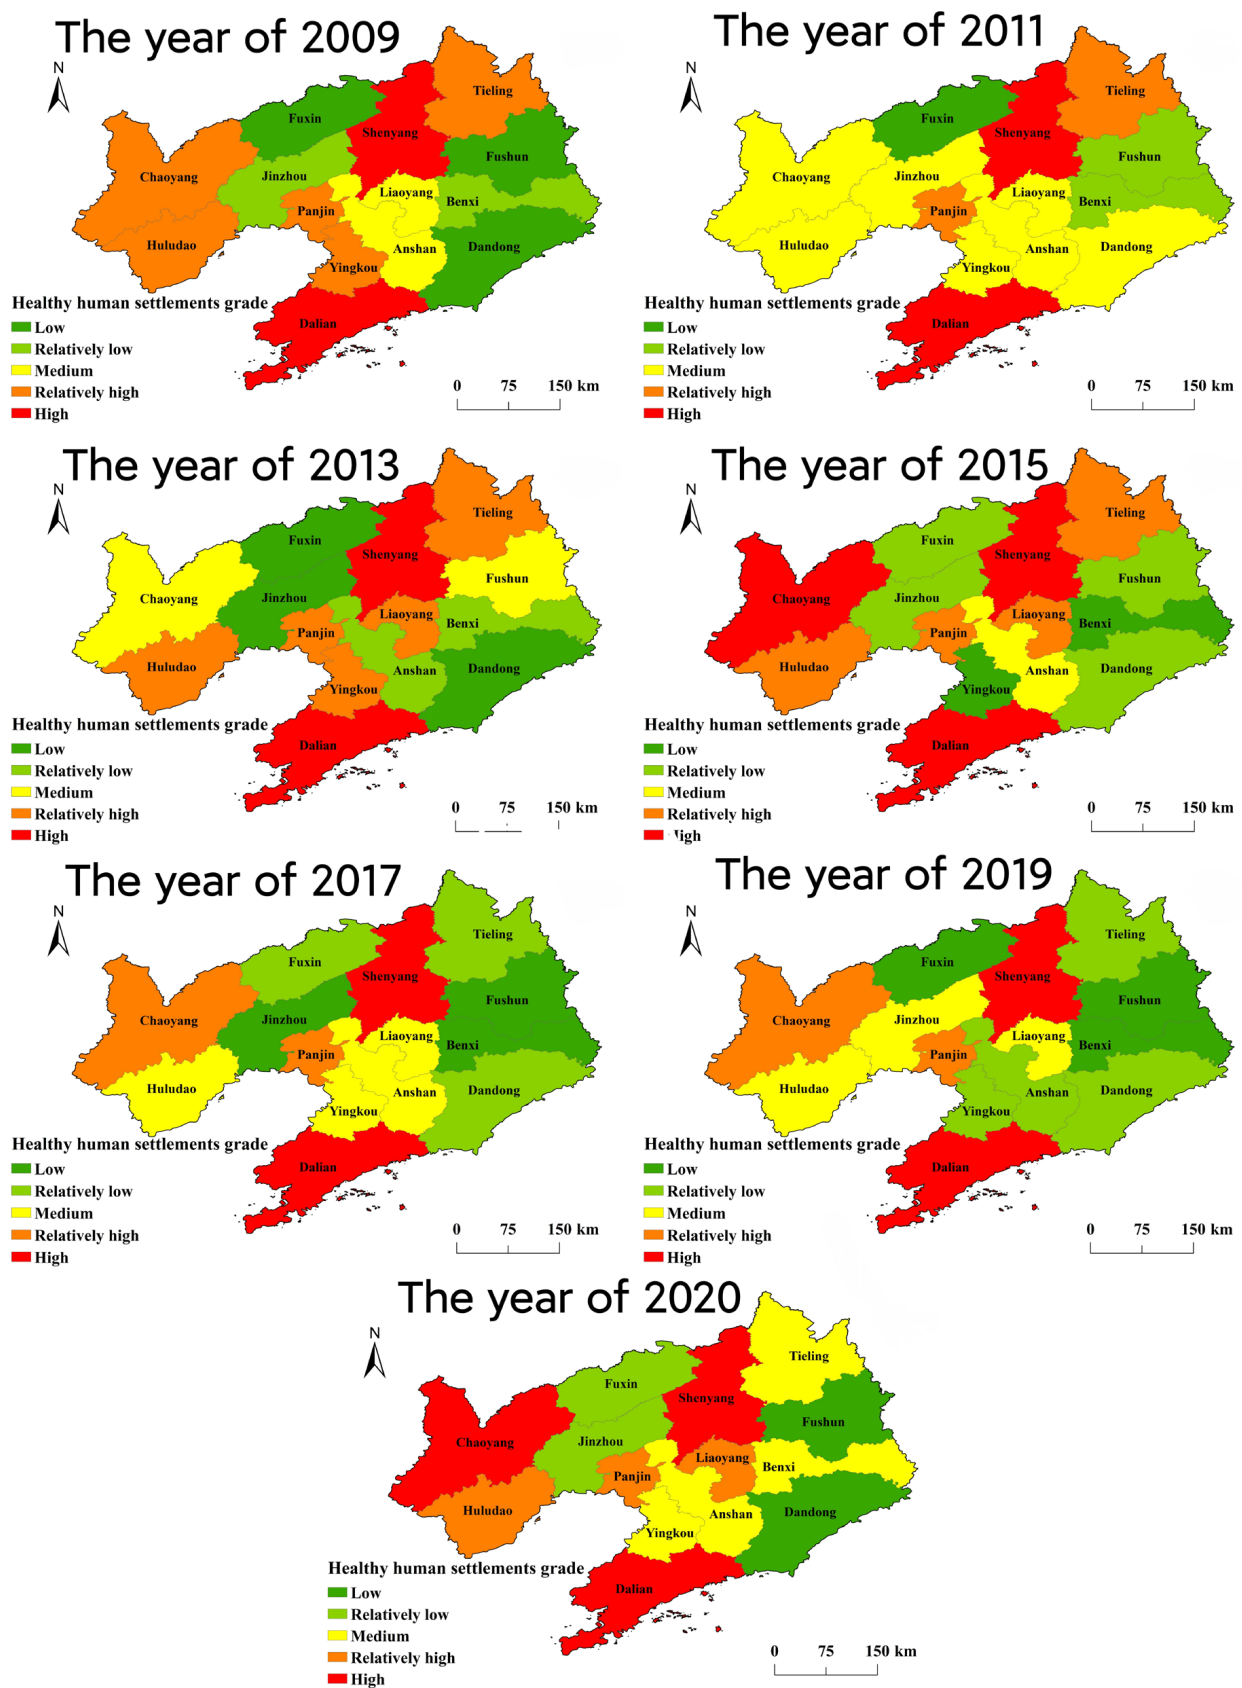 The year of 2009
N
Tieling
Fuxin
Shenyang
Fushun
Chaoyang
Jinzhou
Liaoyang
Benxi
Panjin
Huludao
Anshan
Dandong
Yingkou
Dalian
Healthy human settlements grade
Low
Relatively low
Medium
Relatively high
High
0 75 150 km
The year of 2011
N
Tieling
Fuxin
Shenyang
Fushun
Chaoyang
Jinzhou
Liaoyang
Benxi
Panjin
Huludao
Anshan
Dandong
Yingkou
Dalian
Healthy human settlements grade
Low
Relatively low
Medium
Relatively high
High
0 75 150 km
The year of 2013
N
Tieling
Fuxin
Shenyang
Fushun
Chaoyang
Jinzhou
Liaoyang
Benxi
Panjin
Huludao
Anshan
Dandong
Yingkou
Dalian
Healthy human settlements grade
Low
Relatively low
Medium
Relatively high
High
0 75 150 km
The year of 2015
N
Tieling
Fuxin
Shenyang
Fushun
Chaoyang
Jinzhou
Liaoyang
Benxi
Panjin
Huludao
Anshan
Dandong
Yingkou
Dalian
Healthy human settlements grade
Low
Relatively low
Medium
Relatively high
High
0 75 150 km
The year of 2017
N
Tieling
Fuxin
Shenyang
Fushun
Chaoyang
Jinzhou
Liaoyang
Benxi
Panjin
Huludao
Anshan
Dandong
Yingkou
Dalian
Healthy human settlements grade
Low
Relatively low
Medium
Relatively high
High
0 75 150 km
The year of 2019
N
Tieling
Fuxin
Shenyang
Fushun
Chaoyang
Jinzhou
Liaoyang
Benxi
Panjin
Huludao
Anshan
Dandong
Yingkou
Dalian
Healthy human settlements grade
Low
Relatively low
Medium
Relatively high
High
0 75 150 km
The year of 2020
N
Tieling
Fuxin
Shenyang
Fushun
Chaoyang
Jinzhou
Liaoyang
Benxi
Panjin
Huludao
Anshan
Dandong
Yingkou
Dalian
Healthy human settlements grade
Low
Relatively low
Medium
Relatively high
High
0 75 150 km